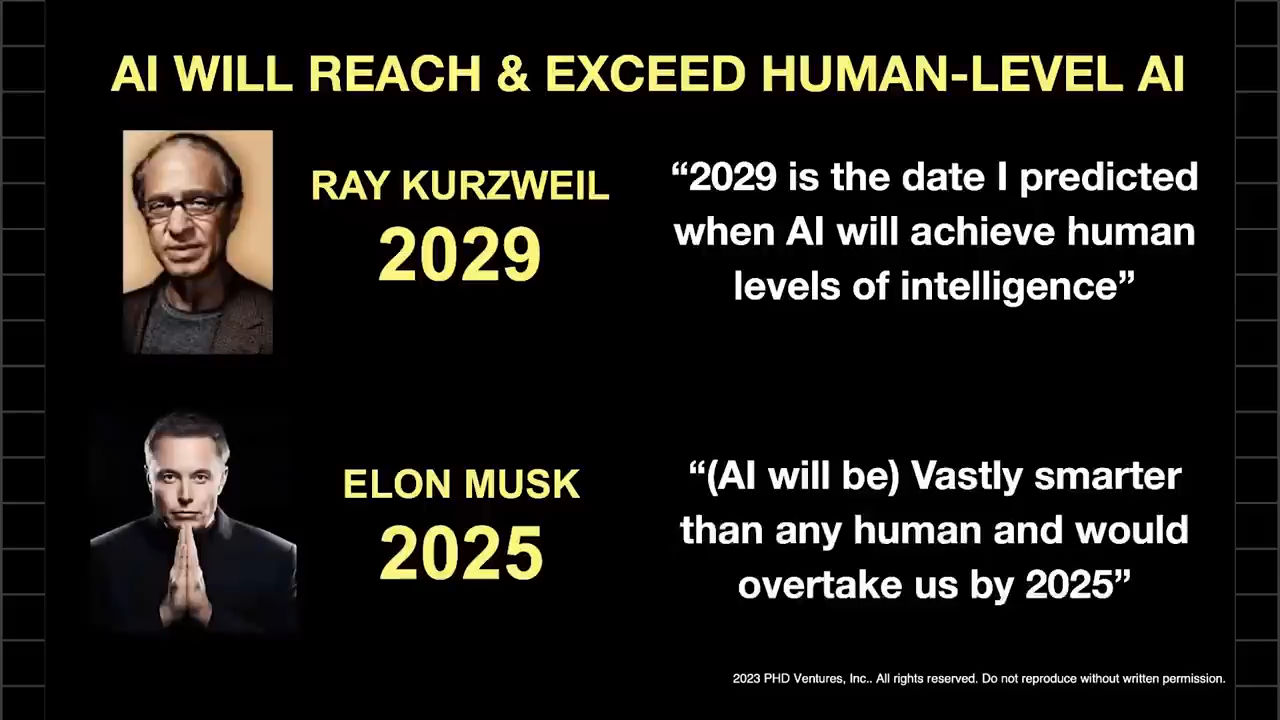 AI WILL REACH & EXCEED HUMAN-LEVEL AI
RAY KURZWEIL
2029
“2029 is the date I predicted
when AI will achieve human
levels of intelligence”
ELON MUSK
2025
“(AI will be) Vastly smarter
than any human and would
overtake us by 2025”
2023 PHD Ventures, Inc.. All rights reserved. Do not reproduce without written permission.